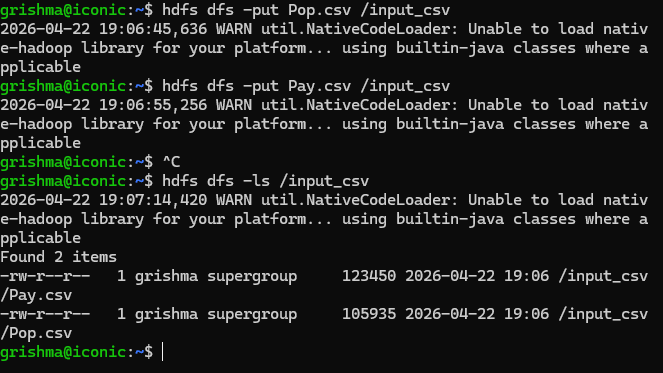 grishma@iconic:~$ hdfs dfs -put Pop.csv /input_csv
2026-04-22 19:06:45,636 WARN util.NativeCodeLoader: Unable to load nativ
e-hadoop library for your platform... using builtin-java classes where a
pplicable
grishma@iconic:~$ hdfs dfs -put Pay.csv /input_csv
2026-04-22 19:06:55,256 WARN util.NativeCodeLoader: Unable to load nativ
e-hadoop library for your platform... using builtin-java classes where a
pplicable
grishma@iconic:~$ ^C
grishma@iconic:~$ hdfs dfs -ls /input_csv
2026-04-22 19:07:14,420 WARN util.NativeCodeLoader: Unable to load nativ
e-hadoop library for your platform... using builtin-java classes where a
pplicable
Found 2 items
-rw-r--r--   1 grishma supergroup     123450 2026-04-22 19:06 /input_csv
/Pay.csv
-rw-r--r--   1 grishma supergroup     105935 2026-04-22 19:06 /input_csv
/Pop.csv
grishma@iconic:~$